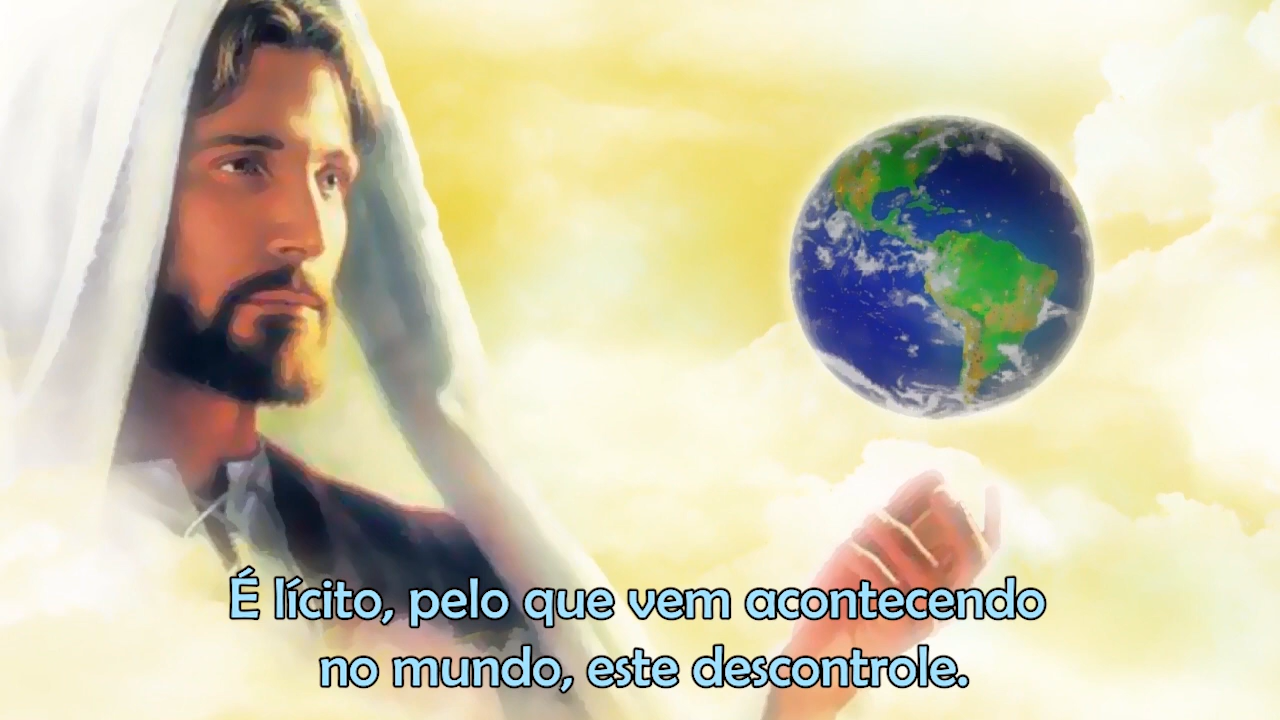 É lícito, pelo que vem acontecendo
no mundo, este descontrole.